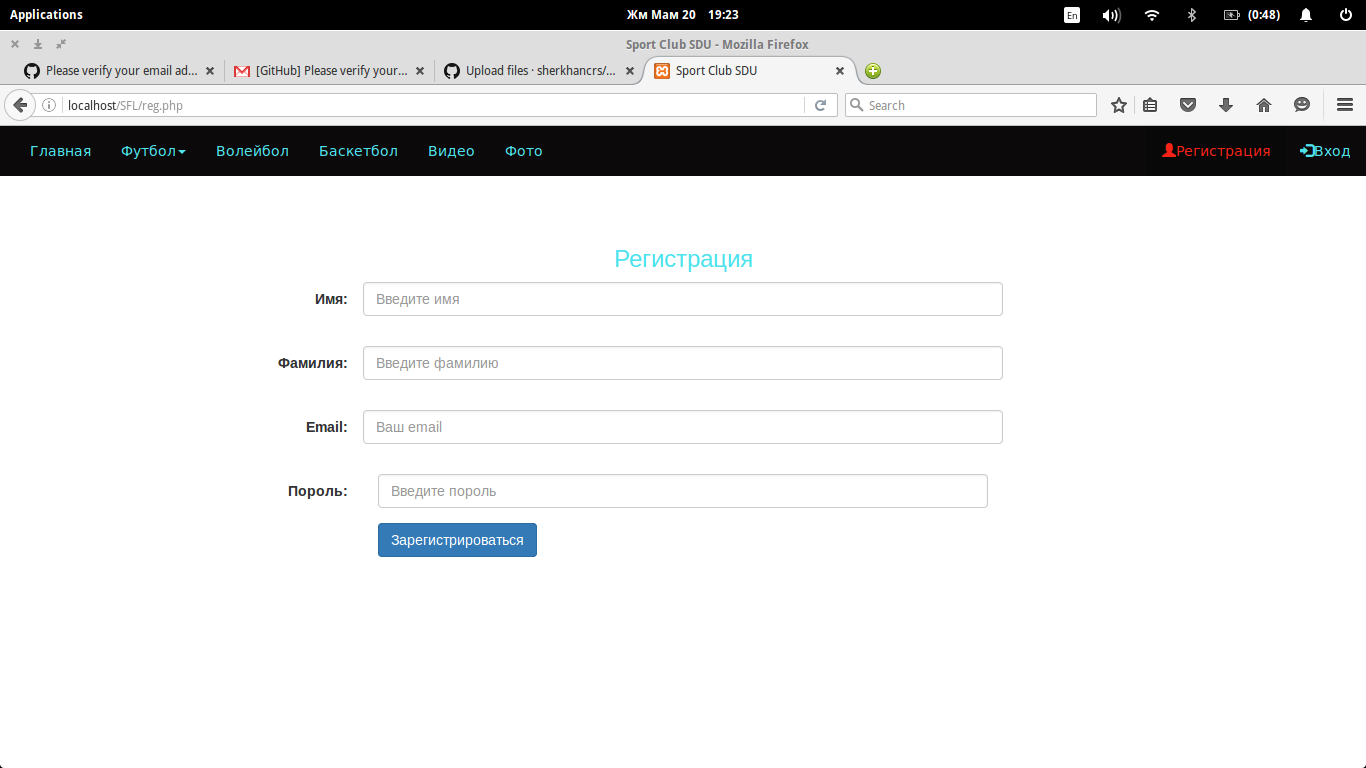 Applications Жм Мам 20 19:23 En (0:48)
Sport Club SDU - Mozilla Firefox
Please verify your email ad... [GitHub] Please verify your... Upload files · sherkhancrs/... Sport Club SDU
localhost/SFL/reg.php Search
Главная Футбол Волейбол Баскетбол Видео Фото Регистрация Вход
Регистрация
Имя: Введите имя
Фамилия: Введите фамилию
Email: Ваш email
Пороль: Введите пороль
Зарегистрироваться